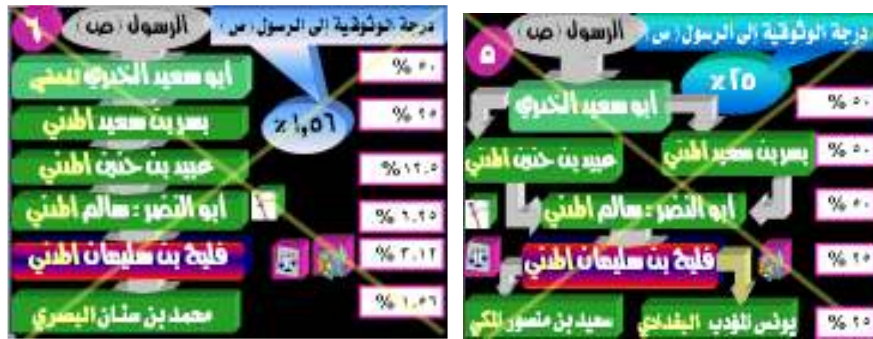 درجة الوثوقية إلى الرسول (ص)
الرسول (ص)
٥
٢٥ ٪
أبو سعيد الخدري
٥٠ %
بسر بن سعيد المدني
عبيد بن حنين المدني
٥٠ %
أبو النضر : سالم المدني
٥٠ %
فليح بن سليمان المدني
٢٥ %
يونس المؤدب البغدادي
سعيد بن منصور المكي
٢٥ %
درجة الوثوقية إلى الرسول (ص)
الرسول (ص)
٦
١,٥٦ ٪
أبو سعيد الخدري المدني
٥٠ %
بسر بن سعيد المدني
٢٥ %
عبيد بن حنين المدني
١٢.٥ %
أبو النضر : سالم المدني
٦.٢٥ %
فليح بن سليمان المدني
٣.١٢ %
محمد بن سنان البصري
١.٥٦ %